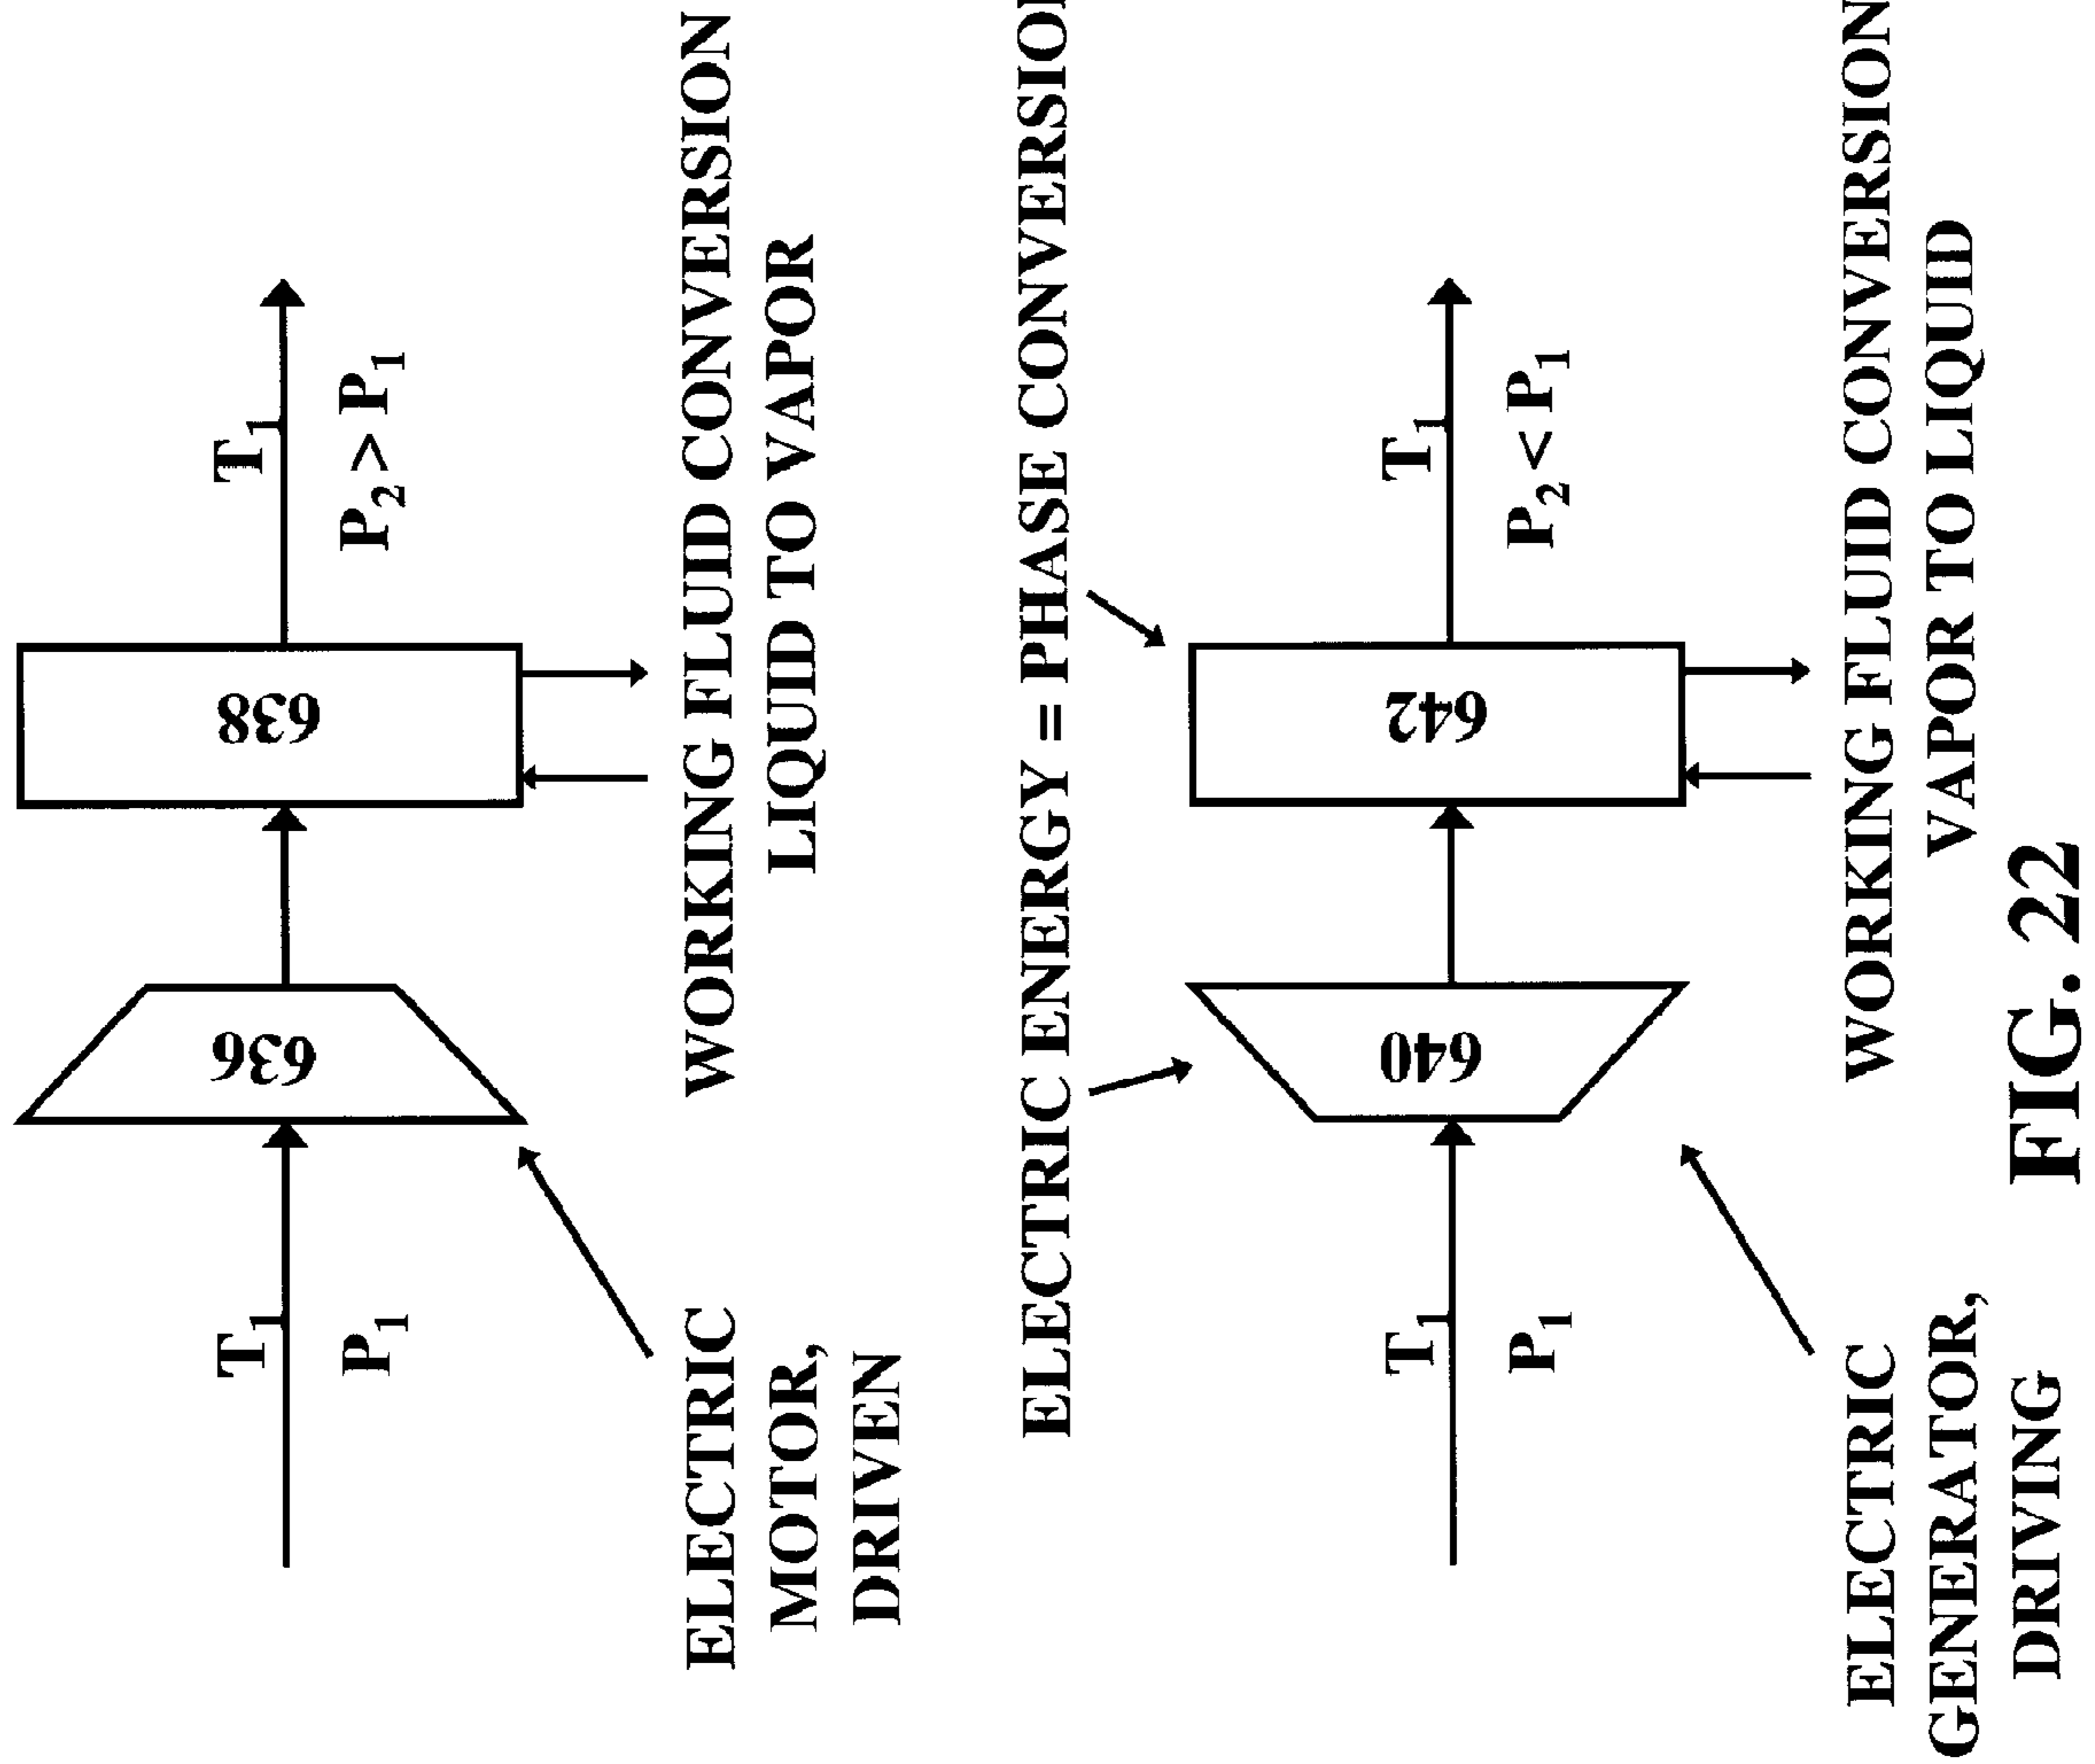 T1
P1
636
638
T1
P2 > P1
ELECTRIC
MOTOR,
DRIVEN
WORKING FLUID CONVERSION
LIQUID TO VAPOR
ELECTRIC ENERGY = PHASE CONVERSION
T1
P1
640
642
T1
P2 < P1
ELECTRIC
GENERATOR,
DRIVING
WORKING FLUID CONVERSION
VAPOR TO LIQUID
FIG. 22